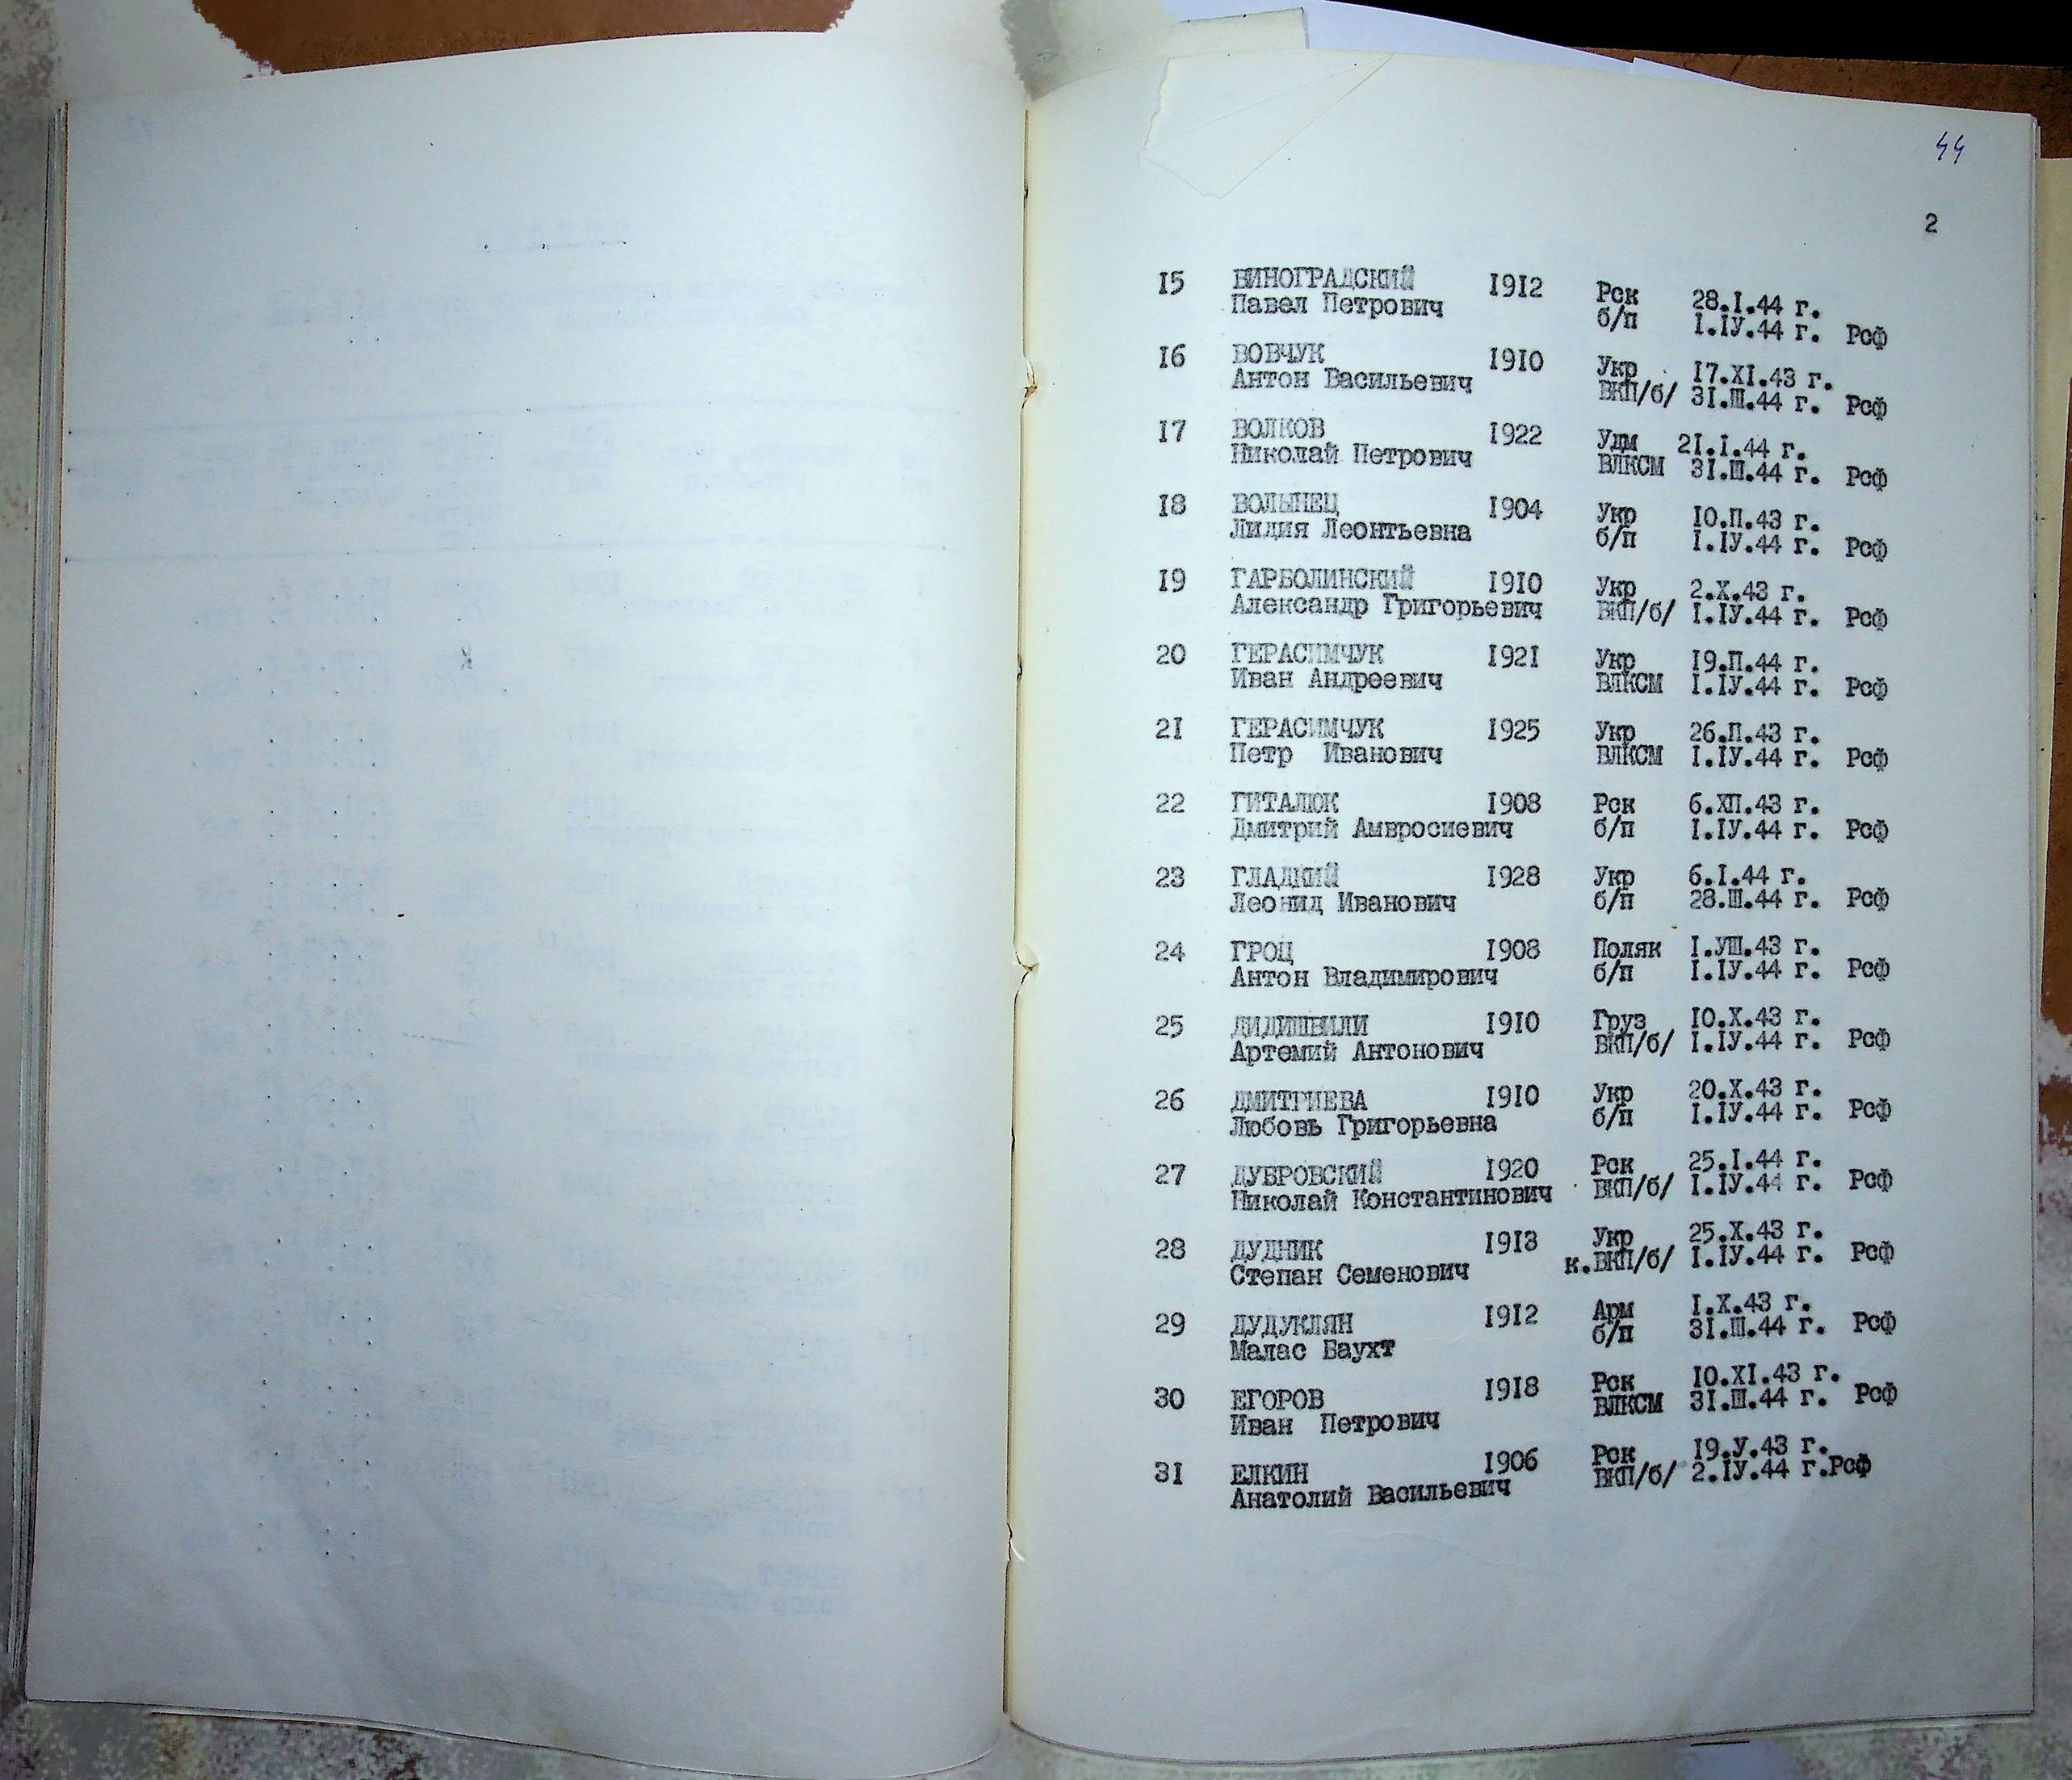 44
2
15 ВИНОГРАДСКИЙ 1912 Рск 28.I.44 г.
Павел Петрович б/п I.IУ.44 г. Рсф
16 ВОВЧУК 1910 Укр 17.XI.43 г.
Антон Васильевич ВКП/б/ 31.Ш.44 г. Рсф
17 ВОЛКОВ 1922 Удм 21.I.44 г.
Николай Петрович ВЛКСМ 31.Ш.44 г. Рсф
18 ВОЛЫНЕЦ 1904 Укр 10.П.43 г.
Лидия Леонтьевна б/п I.IУ.44 г. Рсф
19 ГАРБОЛИНСКИЙ 1910 Укр 2.X.43 г.
Александр Григорьевич ВКП/б/ I.IУ.44 г. Рсф
20 ГЕРАСИМЧУК 1921 Укр 19.П.44 г.
Иван Андреевич ВЛКСМ I.IУ.44 г. Рсф
21 ГЕРАСИМЧУК 1925 Укр 26.П.43 г.
Петр Иванович ВЛКСМ I.IУ.44 г. Рсф
22 ГИТАЛЮК 1908 Рск 6.ХП.43 г.
Дмитрий Амвросиевич б/п I.IУ.44 г. Рсф
23 ГЛАДКИЙ 1928 Укр 6.I.44 г.
Леонид Иванович б/п 28.Ш.44 г. Рсф
24 ГРОЦ 1908 Поляк I.УШ.43 г.
Антон Владимирович б/п I.IУ.44 г. Рсф
25 ДИДИШВИЛИ 1910 Груз 10.X.43 г.
Артемий Антонович ВКП/б/ I.IУ.44 г. Рсф
26 ДМИТРИЕВА 1910 Укр 20.X.43 г.
Любовь Григорьевна б/п I.IУ.44 г. Рсф
27 ДУБРОВСКИЙ 1920 Рск 25.I.44 г.
Николай Константинович ВКП/б/ I.IУ.44 г. Рсф
28 ДУДНИК 1913 Укр 25.X.43 г.
Степан Семенович к.ВКП/б/ I.IУ.44 г. Рсф
29 ДУДУКЛЯН 1912 Арм I.X.43 г.
Малас Ваухт б/п 31.Ш.44 г. Рсф
30 ЕГОРОВ 1918 Рск 10.XI.43 г.
Иван Петрович ВЛКСМ 31.Ш.44 г. Рсф
31 ЕЛКИН 1906 Рск 19.У.43 г.
Анатолий Васильевич ВКП/б/ 2.IУ.44 г.Рсф